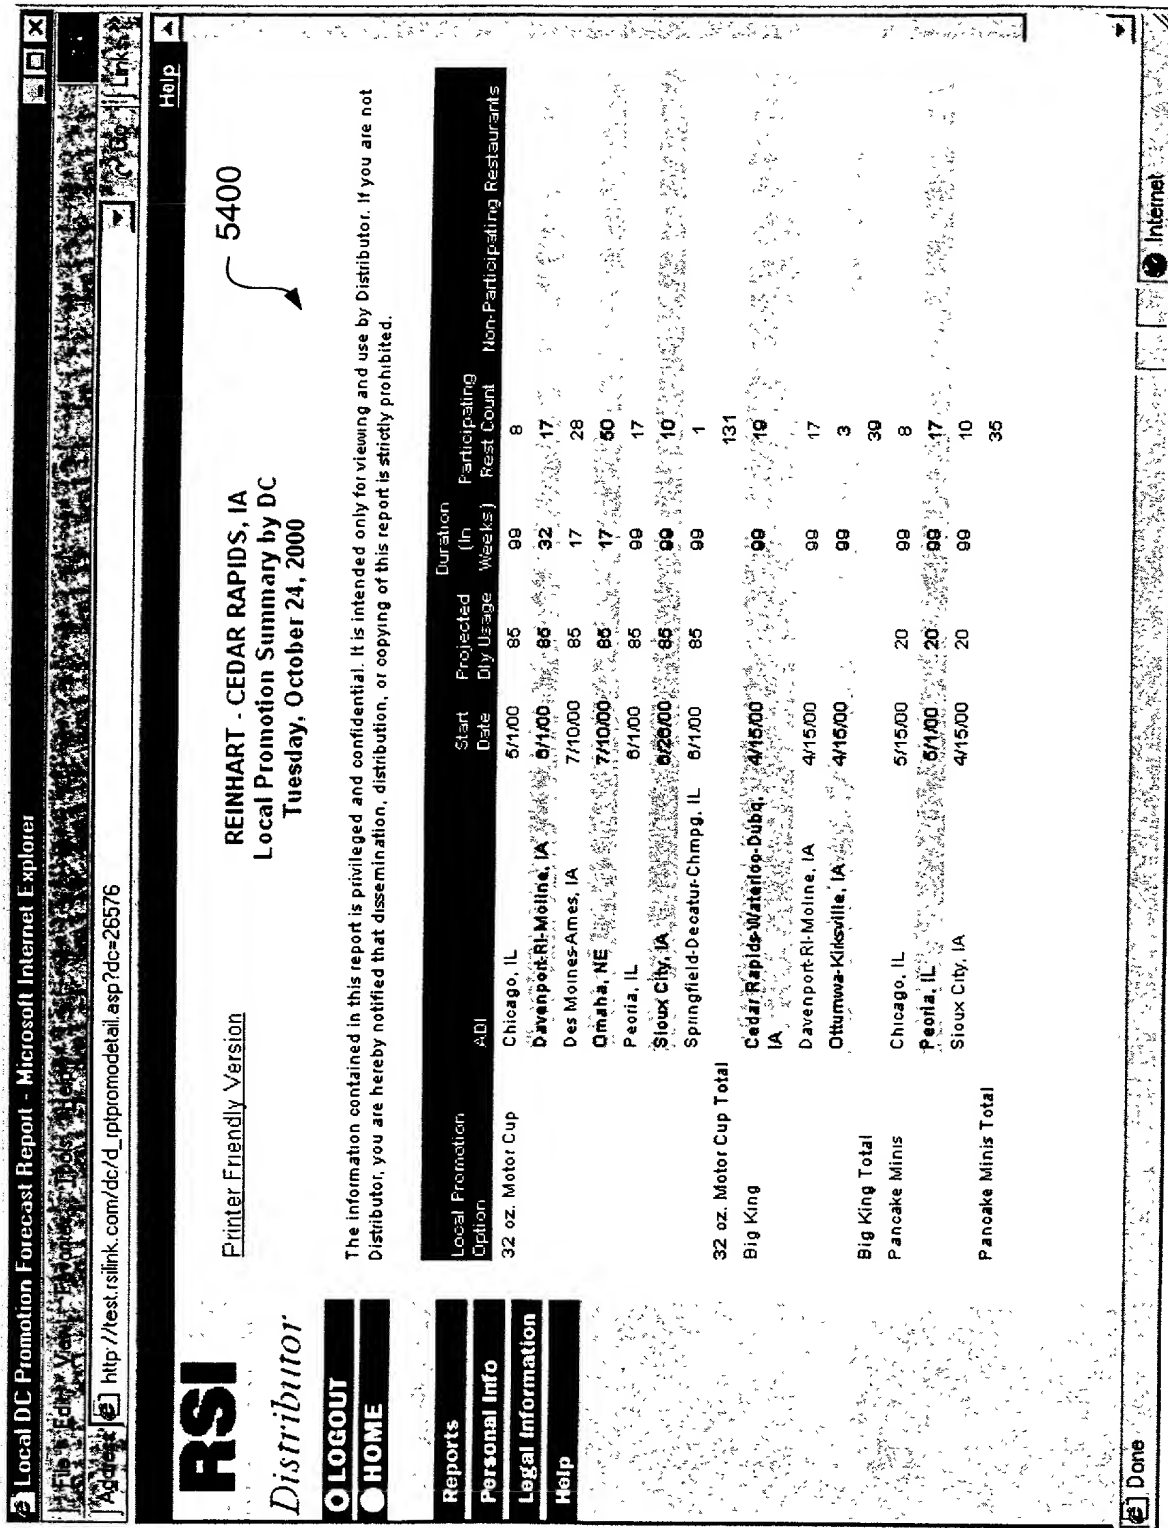 Local DC Promotion Forecast Report - Microsoft Internet Explorer
File Edit View Favorites Tools Help
Address http://test.rsilink.com/dc/d_rptpromodetail.asp?dc=26576 Go Links
Help
RSI
Distributor
LOGOUT
HOME
Reports
Personal Info
Legal Information
Help
Printer Friendly Version
REINHART - CEDAR RAPIDS, IA
Local Promotion Summary by DC
Tuesday, October 24, 2000
5400
The information contained in this report is privileged and confidential. It is intended only for viewing and use by Distributor. If you are not
Distributor, you are hereby notified that dissemination, distribution, or copying of this report is strictly prohibited.
Local Promotion Option ADI Start Date Projected Dly Usage Duration (In Weeks) Participating Rest Count Non-Participating Restaurants
32 oz. Motor Cup Chicago, IL 5/1/00 85 99 8
Davenport-RI-Moline, IA 6/1/00 85 32 17
Des Moines-Ames, IA 7/10/00 85 17 28
Omaha, NE 7/10/00 85 17 50
Peoria, IL 6/1/00 85 99 17
Sioux City, IA 6/26/00 85 99 10
Springfield-Decatur-Chmpg, IL 6/1/00 85 99 1
32 oz. Motor Cup Total 131
Big King Cedar Rapids-Waterloo-Dubq, 4/15/00 99 19
IA
Davenport-RI-Moline, IA 4/15/00 99 17
Ottumwa-Kirksville, IA 4/15/00 99 3
Big King Total 39
Pancake Minis Chicago, IL 5/15/00 20 99 8
Peoria, IL 5/1/00 20 99 17
Sioux City, IA 4/15/00 20 99 10
Pancake Minis Total 35
Done Internet